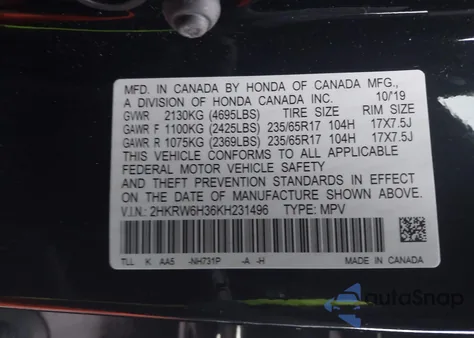 MFD. IN CANADA BY HONDA OF CANADA MFG.,
A DIVISION OF HONDA CANADA INC. 10/19
GVWR 2130KG (4695LBS) TIRE SIZE RIM SIZE
GAWR F 1100KG (2425LBS) 235/65R17 104H 17X7.5J
GAWR R 1075KG (2369LBS) 235/65R17 104H 17X7.5J
THIS VEHICLE CONFORMS TO ALL APPLICABLE
FEDERAL MOTOR VEHICLE SAFETY
AND THEFT PREVENTION STANDARDS IN EFFECT
ON THE DATE OF MANUFACTURE SHOWN ABOVE.
V.I.N.: 2HKRW6H36KH231496 TYPE: MPV
TLL K AA5 -NH731P -A -H MADE IN CANADA
autoSnap